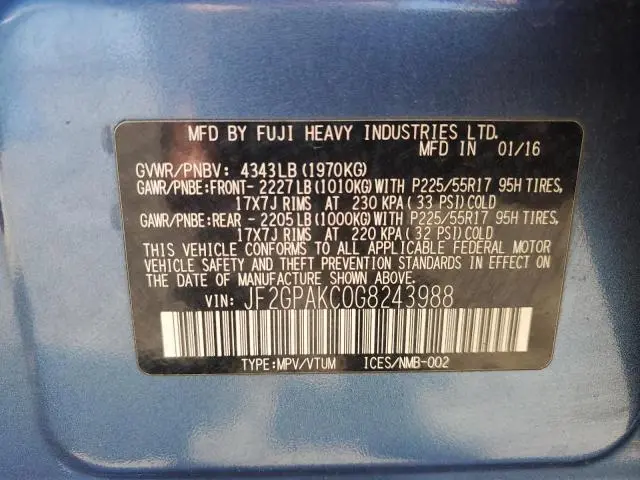 MFD BY FUJI HEAVY INDUSTRIES LTD.
MFD IN 01/16
GVWR/PNBV: 4343LB (1970KG)
GAWR/PNBE:FRONT- 2227LB(1010KG)WITH P225/55R17 95H TIRES,
17X7J RIMS AT 230 KPA( 33 PSI)COLD
GAWR/PNBE:REAR - 2205LB(1000KG)WITH P225/55R17 95H TIRES,
17X7J RIMS AT 220 KPA( 32 PSI)COLD
THIS VEHICLE CONFORMS TO ALL APPLICABLE FEDERAL MOTOR
VEHICLE SAFETY AND THEFT PREVENTION STANDARDS IN EFFECT ON
THE DATE OF MANUFACTURE SHOWN ABOVE.
VIN: JF2GPAKC0G8243988
TYPE:MPV/VTUM ICES/NMB-002